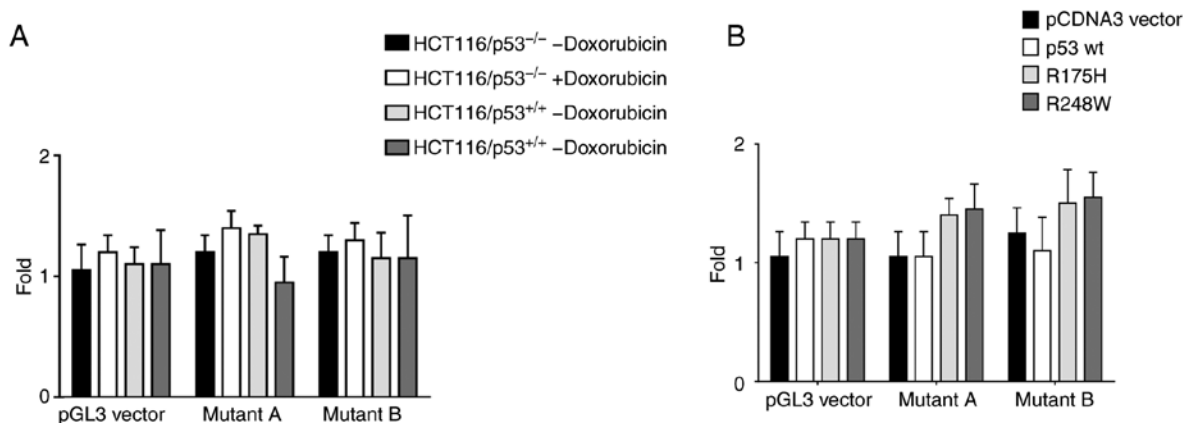 A
HCT116/p53−/− −Doxorubicin
HCT116/p53−/− +Doxorubicin
HCT116/p53+/+ −Doxorubicin
HCT116/p53+/+ −Doxorubicin
2
1
0
Fold
pGL3 vector
Mutant A
Mutant B
B
pCDNA3 vector
p53 wt
R175H
R248W
2
1
0
Fold
pGL3 vector
Mutant A
Mutant B